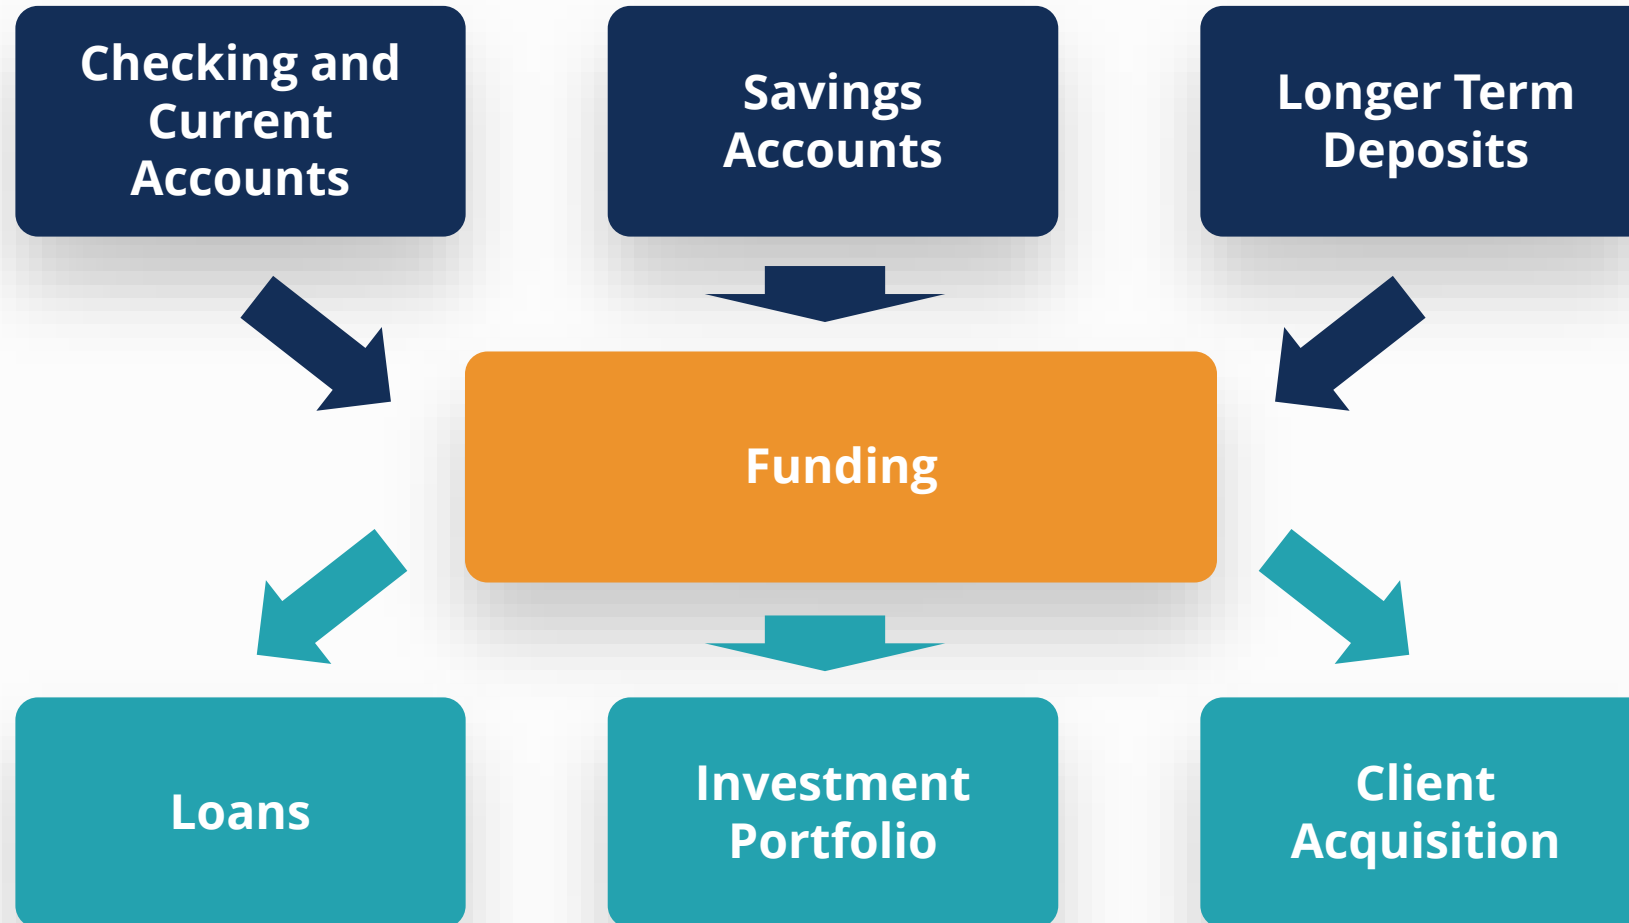 Checking and
Current
Accounts
Savings
Accounts
Longer Term
Deposits
Funding
Loans
Investment
Portfolio
Client
Acquisition